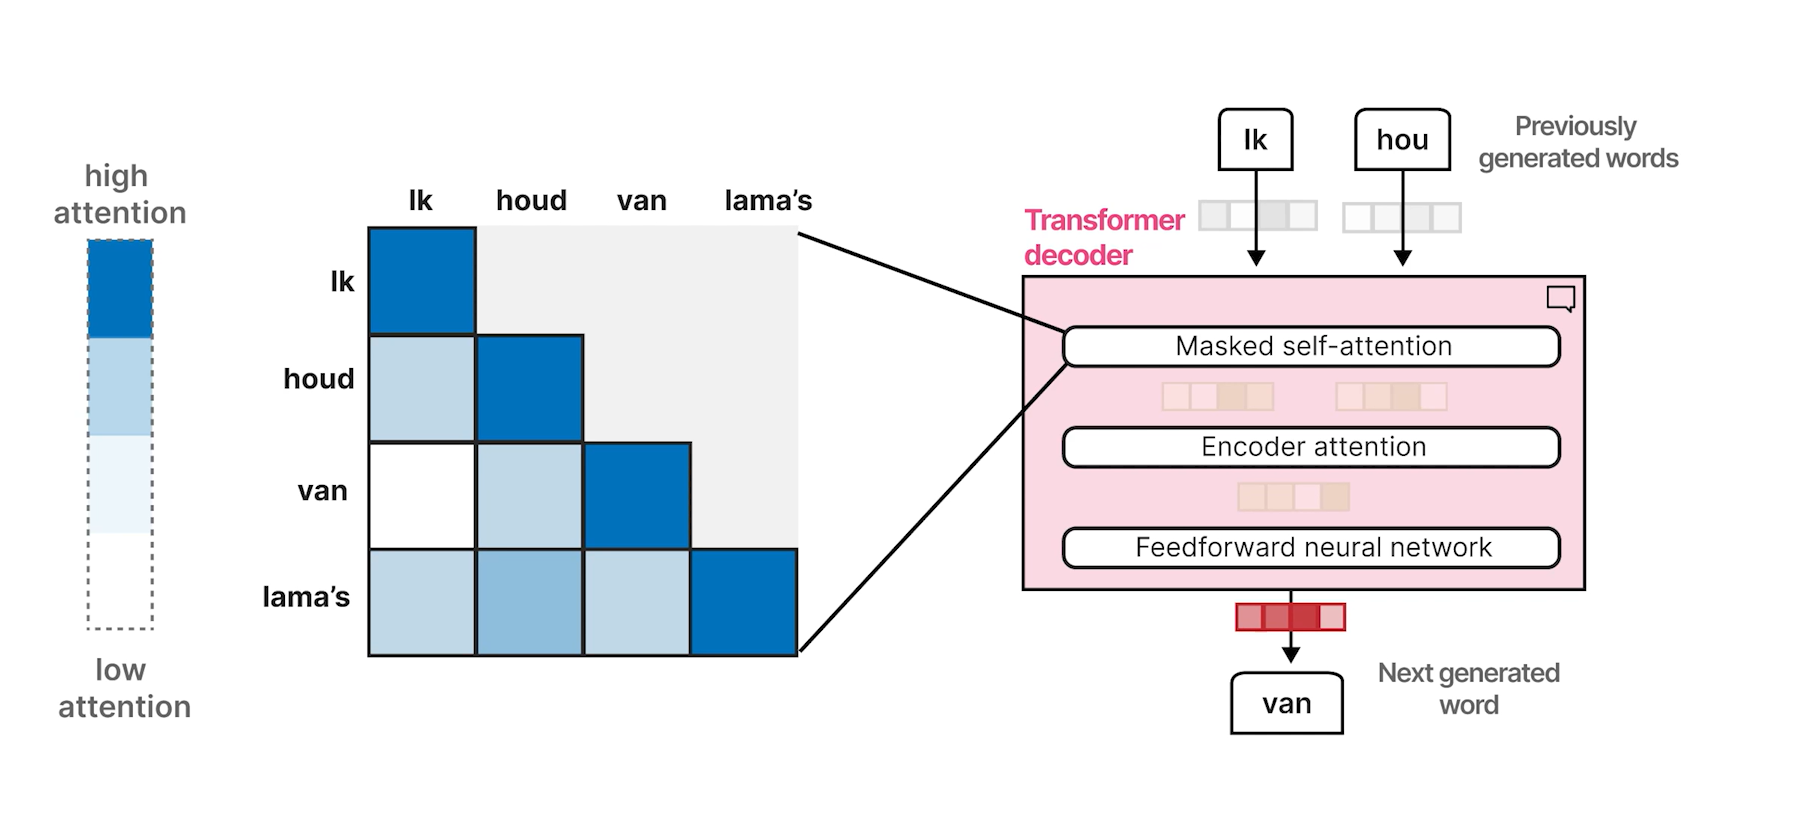 high
attention
low
attention
Ik
houd
van
lama’s
Ik
houd
van
lama’s
Transformer
decoder
Ik
hou
Previously
generated words
Masked self-attention
Encoder attention
Feedforward neural network
van
Next generated
word